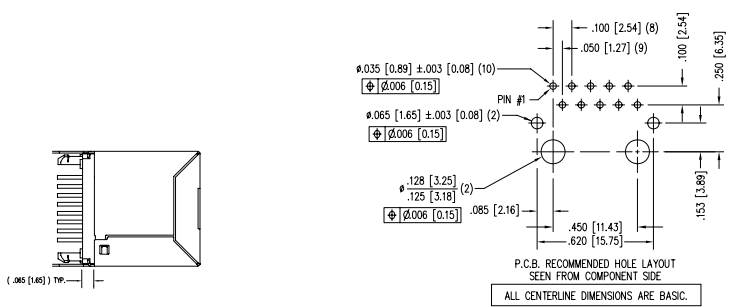 .100 [2.54] (8)
.050 [1.27] (9)
.100 [2.54]
.250 [6.35]
ø.035 [0.89] ±.003 [0.08] (10)
⌖ Ø.006 [0.15]
PIN #1
ø.065 [1.65] ±.003 [0.08] (2)
⌖ Ø.006 [0.15]
ø .128 [3.25]
.125 [3.18] (2)
⌖ Ø.006 [0.15]
.085 [2.16]
.153 [3.89]
.450 [11.43]
.620 [15.75]
( .065 [1.65] ) TYP.
P.C.B. RECOMMENDED HOLE LAYOUT
SEEN FROM COMPONENT SIDE
ALL CENTERLINE DIMENSIONS ARE BASIC.